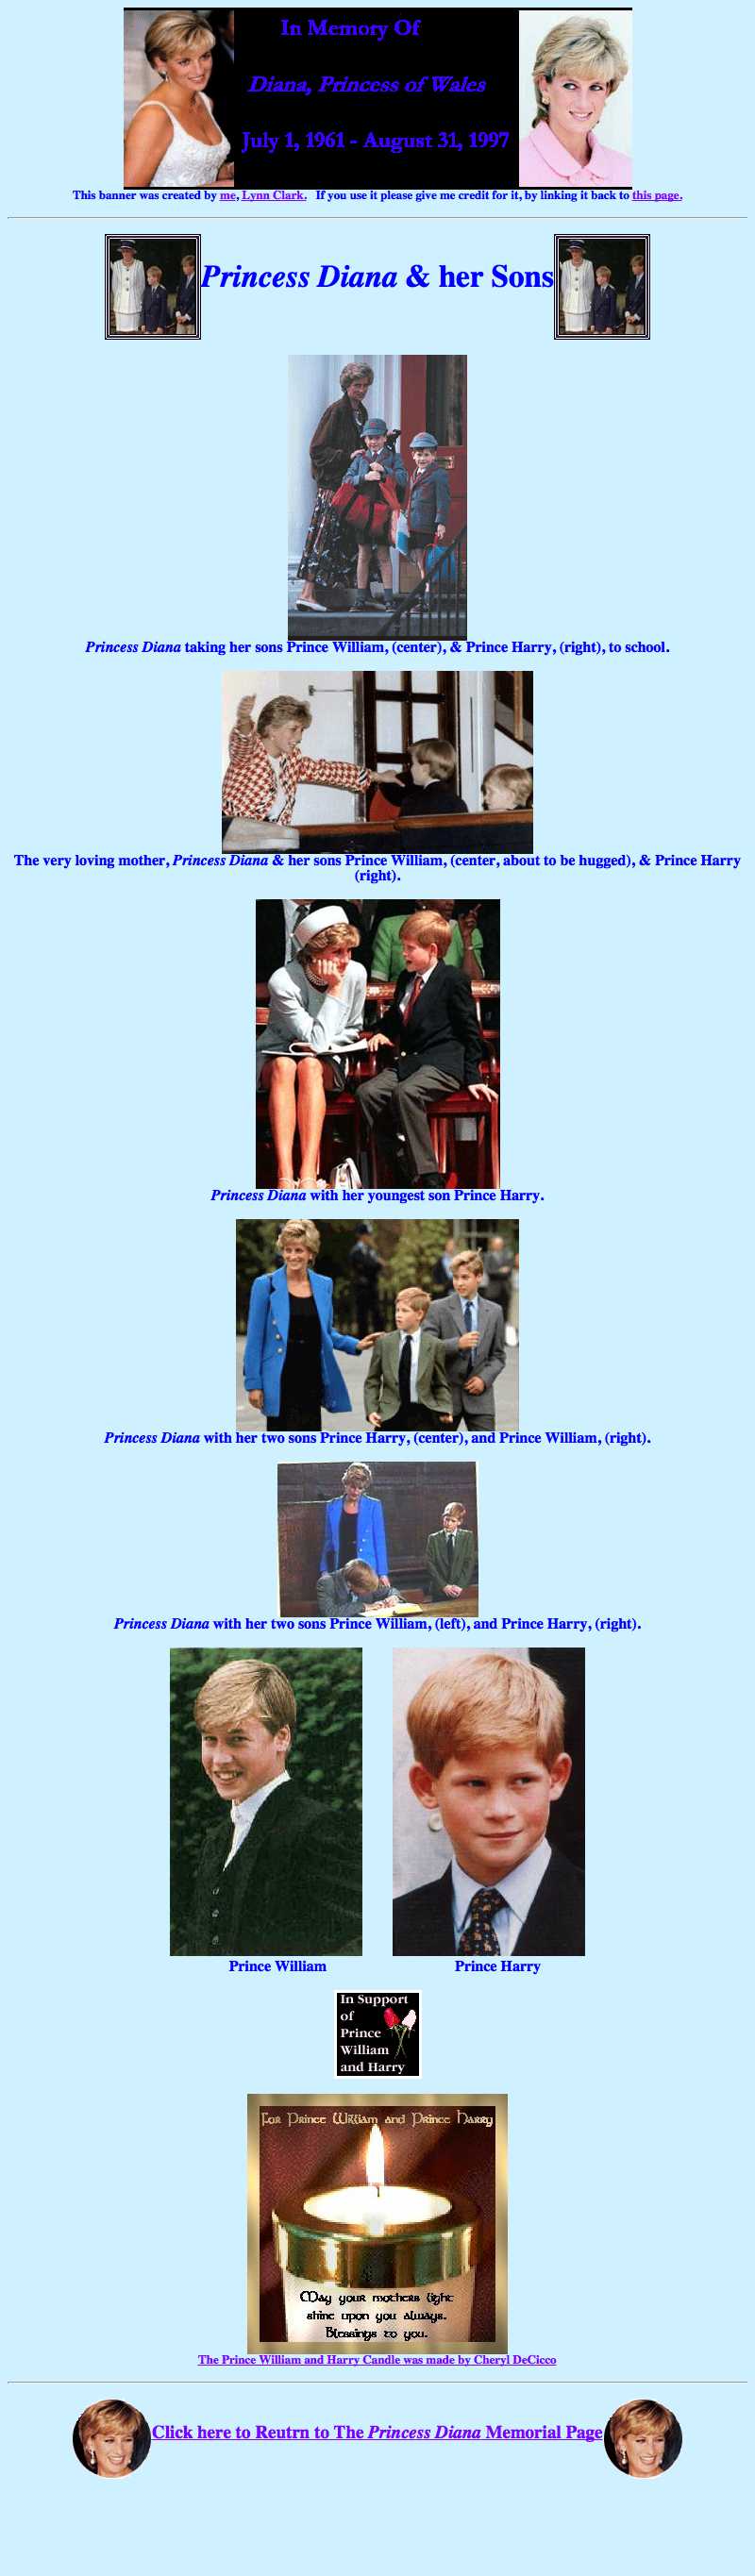 In Memory Of
Diana, Princess of Wales
July 1, 1961 - August 31, 1997
This banner was created by me, Lynn Clark. If you use it please give me credit for it, by linking it back to this page.
Princess Diana & her Sons
Princess Diana taking her sons Prince William, (center), & Prince Harry, (right), to school.
The very loving mother, Princess Diana & her sons Prince William, (center, about to be hugged), & Prince Harry
(right).
Princess Diana with her youngest son Prince Harry.
Princess Diana with her two sons Prince Harry, (center), and Prince William, (right).
Princess Diana with her two sons Prince William, (left), and Prince Harry, (right).
Prince William Prince Harry
In Support
of
Prince
William
and Harry
For Prince William and Prince Harry
May your mothers light
shine upon you always.
Blessings to you.
The Prince William and Harry Candle was made by Cheryl DeCicco
Click here to Reutrn to The Princess Diana Memorial Page